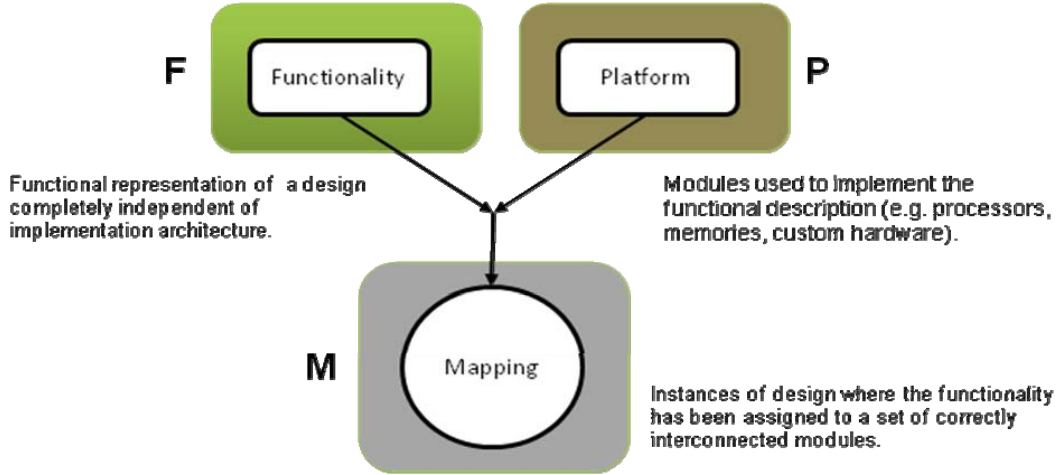 F
Functionality
Platform
P
Functional representation of a design
completely independent of
implementation architecture.
Modules used to implement the
functional description (e.g. processors,
memories, custom hardware).
M
Mapping
Instances of design where the functionality
has been assigned to a set of correctly
interconnected modules.